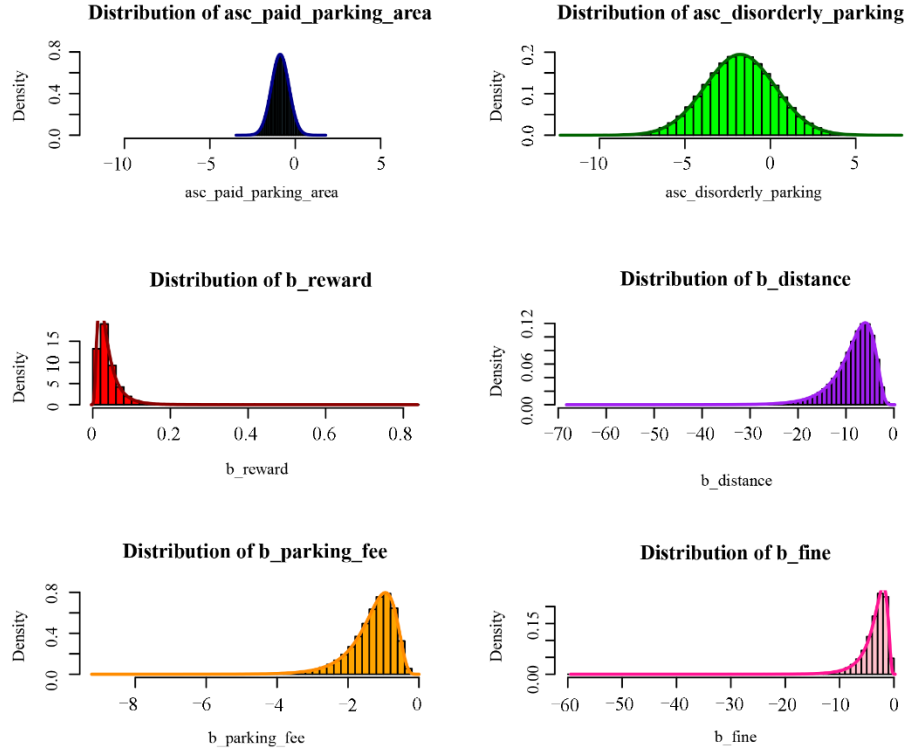 Distribution of asc_paid_parking_area
Density
0.0 0.4 0.8
−10 −5 0 5
asc_paid_parking_area
Distribution of asc_disorderly_parking
Density
0.0 0.1 0.2
−10 −5 0 5
asc_disorderly_parking
Distribution of b_reward
Density
0 5 10 15
0 0.2 0.4 0.6 0.8
b_reward
Distribution of b_distance
Density
0.00 0.06 0.12
−70 −60 −50 −40 −30 −20 −10 0
b_distance
Distribution of b_parking_fee
Density
0.0 0.4 0.8
−8 −6 −4 −2 0
b_parking_fee
Distribution of b_fine
Density
0.00 0.15
−60 −50 −40 −30 −20 −10 0
b_fine